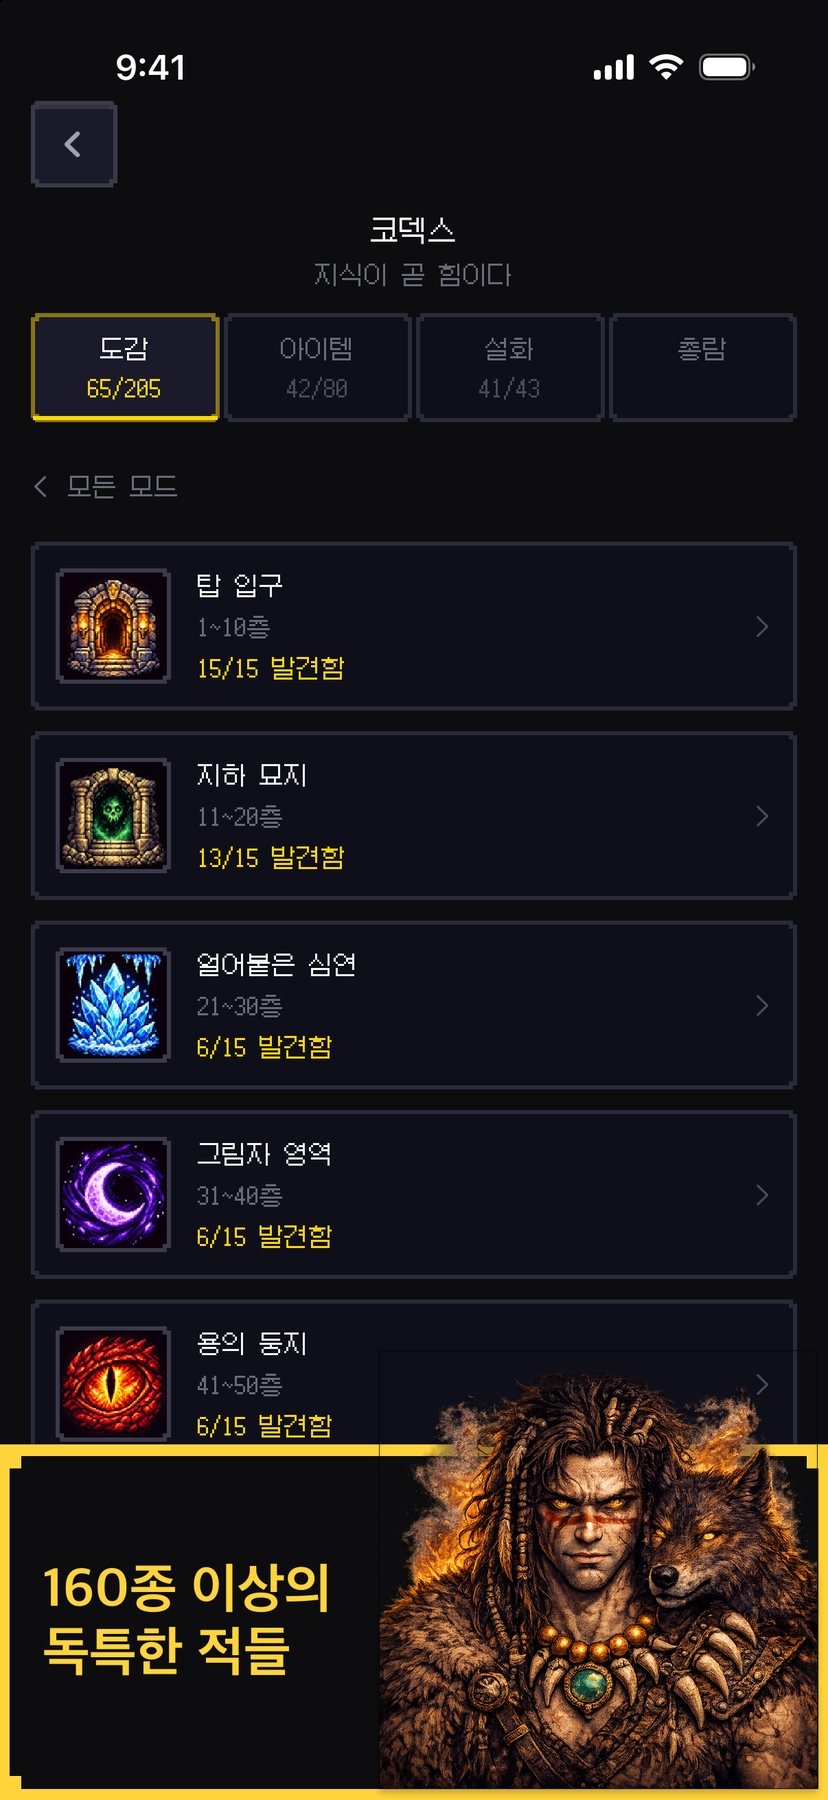 9:41
코덱스
지식이 곧 힘이다
도감
65/205
아이템
42/80
설화
41/43
총람
모든 모드
탑 입구
1~10층
15/15 발견함
지하 묘지
11~20층
13/15 발견함
얼어붙은 심연
21~30층
6/15 발견함
그림자 영역
31~40층
6/15 발견함
용의 둥지
41~50층
6/15 발견함
160종 이상의
독특한 적들